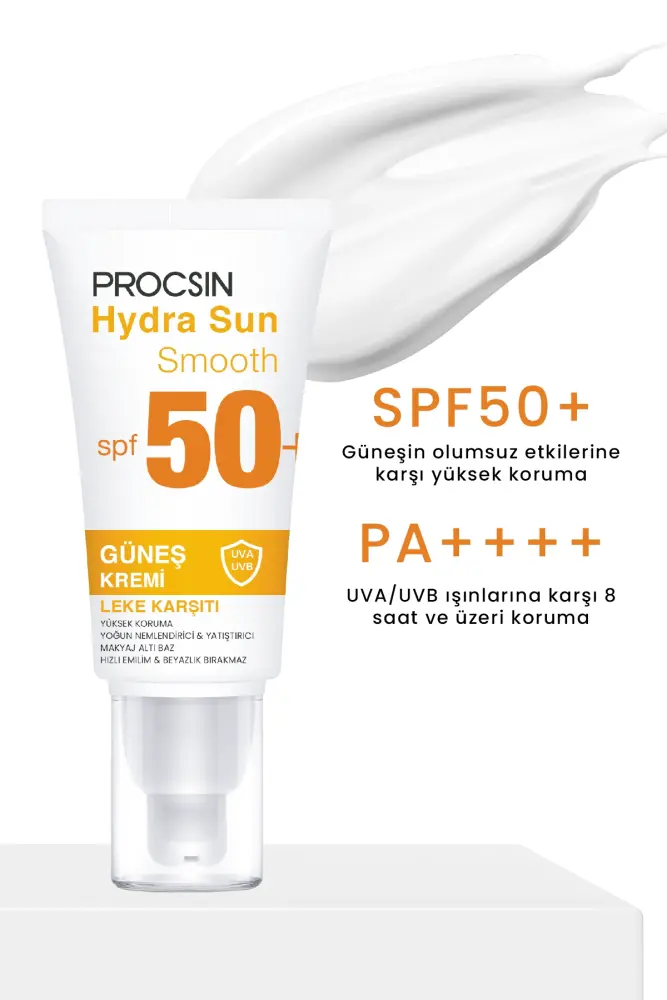 PROCSIN
Hydra Sun
Smooth
spf 50+
GÜNEŞ
KREMİ
UVA
UVB
LEKE KARŞITI
YÜKSEK KORUMA
YOĞUN NEMLENDİRİCİ & YATIŞTIRICI
MAKYAJ ALTI BAZ
HIZLI EMİLİM & BEYAZLIK BIRAKMAZ
SPF50+
Güneşin olumsuz etkilerine
karşı yüksek koruma
PA++++
UVA/UVB ışınlarına karşı 8
saat ve üzeri koruma